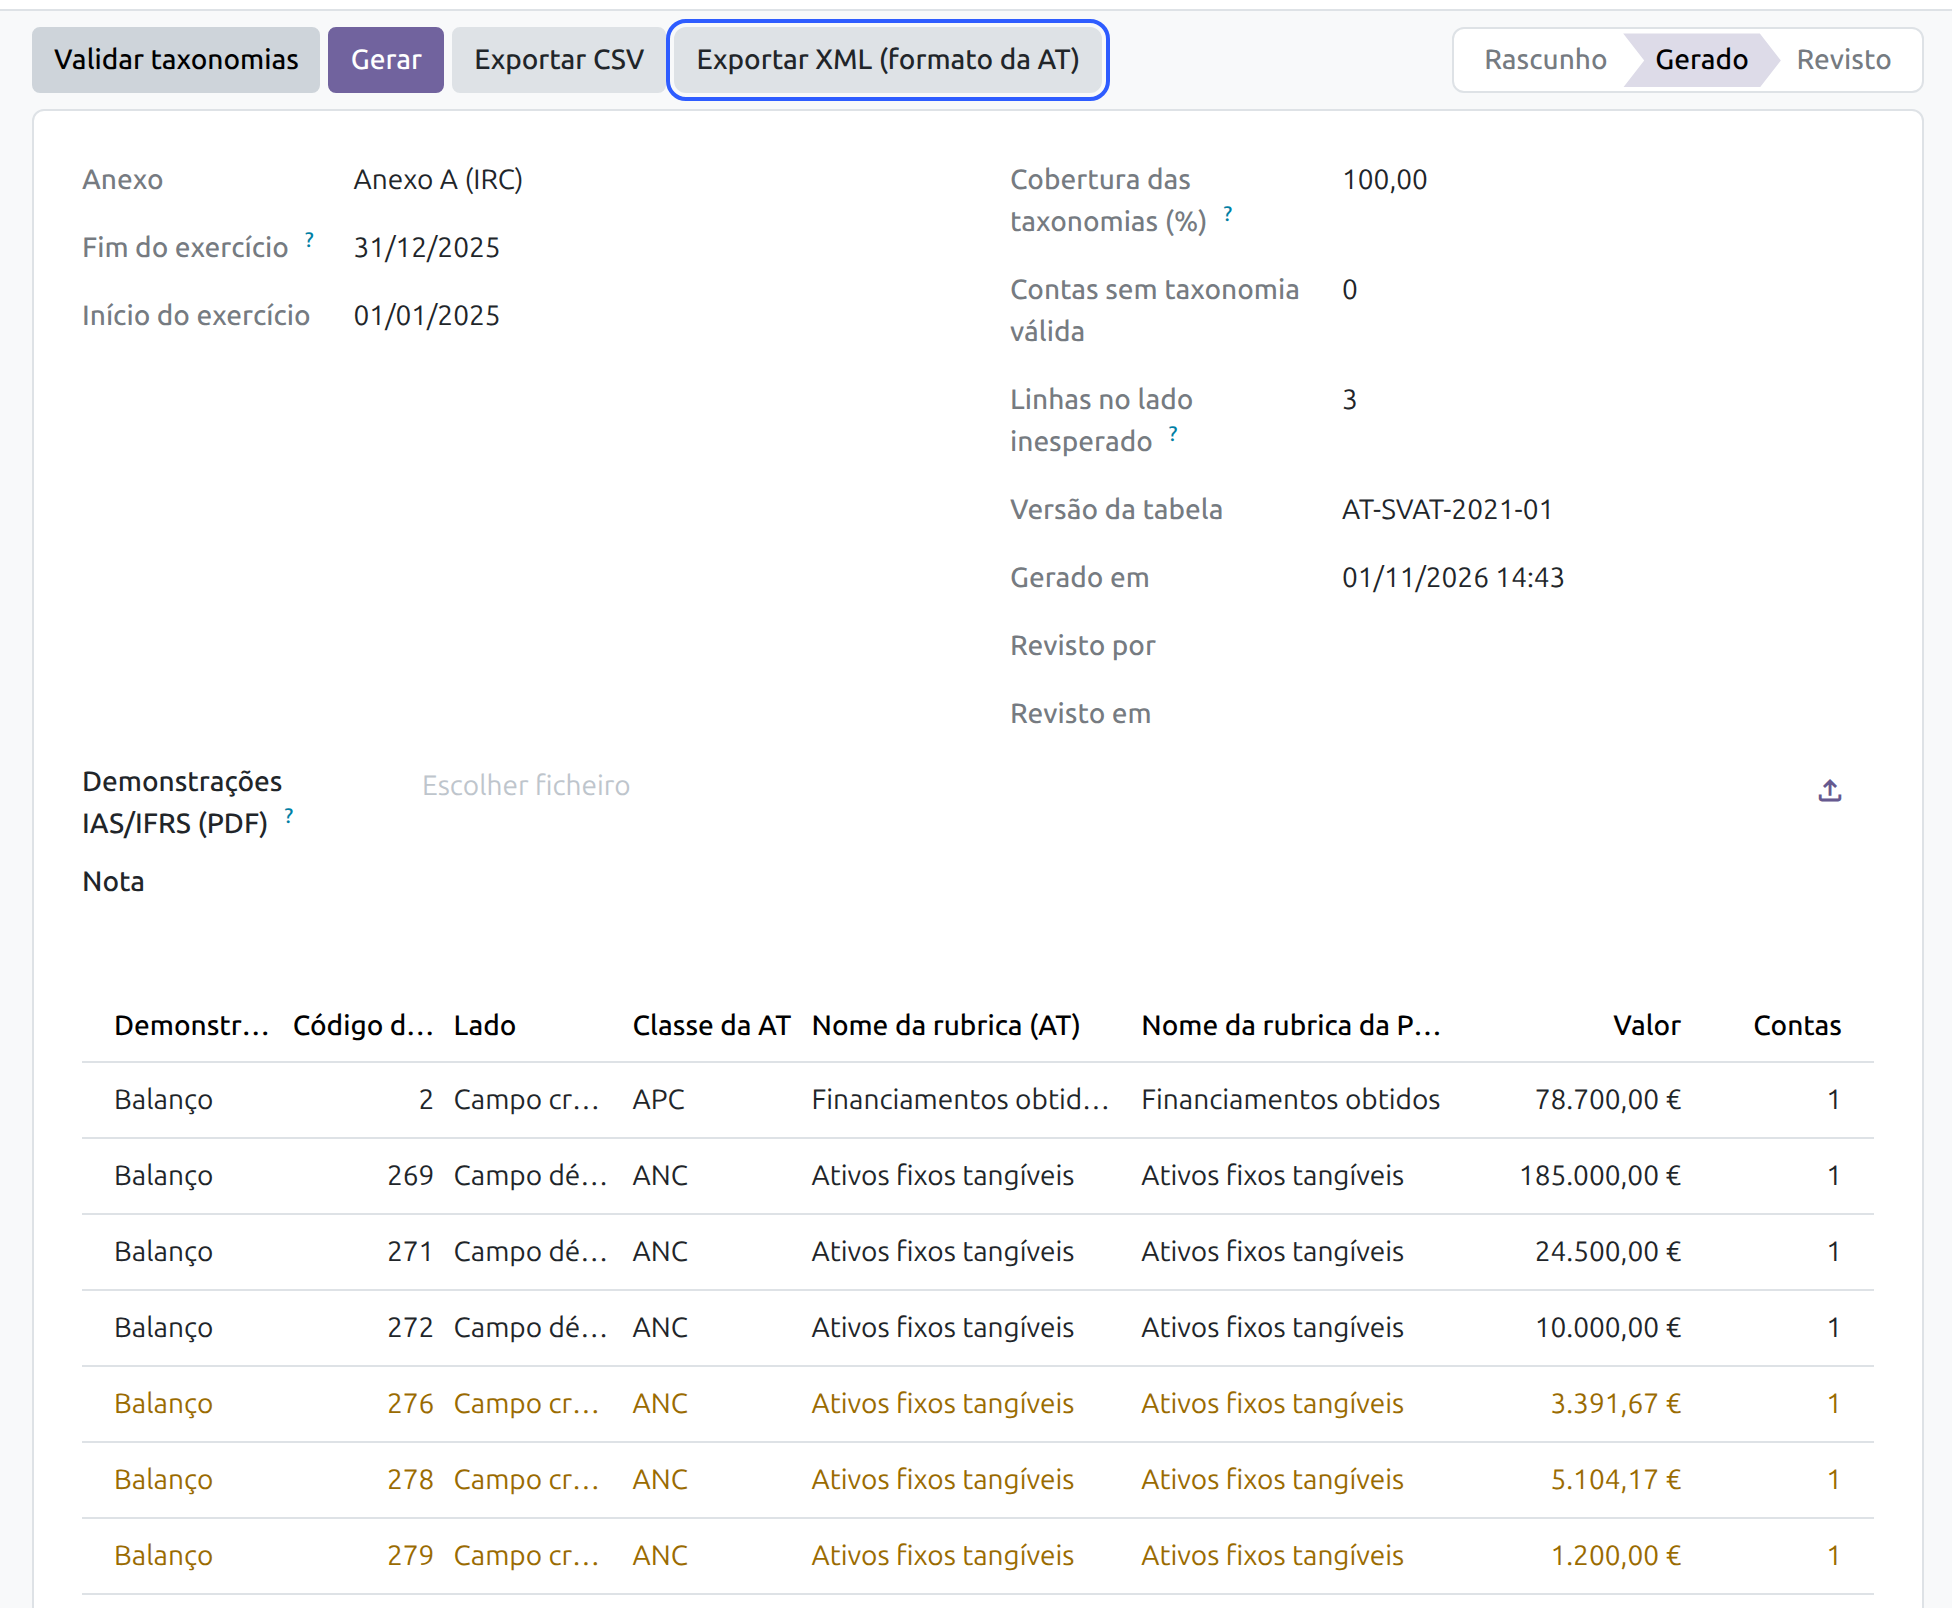 Validar taxonomias Gerar Exportar CSV Exportar XML (formato da AT) Rascunho Gerado Revisto
Anexo Anexo A (IRC)
Fim do exercício ? 31/12/2025
Início do exercício 01/01/2025
Cobertura das
taxonomias (%) ? 100,00
Contas sem taxonomia
válida 0
Linhas no lado
inesperado ? 3
Versão da tabela AT-SVAT-2021-01
Gerado em 01/11/2026 14:43
Revisto por
Revisto em
Demonstrações
IAS/IFRS (PDF) ? Escolher ficheiro
Nota
Demonstr... Código d... Lado Classe da AT Nome da rubrica (AT) Nome da rubrica da P... Valor Contas
Balanço 2 Campo cr... APC Financiamentos obtid... Financiamentos obtidos 78.700,00 € 1
Balanço 269 Campo dé... ANC Ativos fixos tangíveis Ativos fixos tangíveis 185.000,00 € 1
Balanço 271 Campo dé... ANC Ativos fixos tangíveis Ativos fixos tangíveis 24.500,00 € 1
Balanço 272 Campo dé... ANC Ativos fixos tangíveis Ativos fixos tangíveis 10.000,00 € 1
Balanço 276 Campo cr... ANC Ativos fixos tangíveis Ativos fixos tangíveis 3.391,67 € 1
Balanço 278 Campo cr... ANC Ativos fixos tangíveis Ativos fixos tangíveis 5.104,17 € 1
Balanço 279 Campo cr... ANC Ativos fixos tangíveis Ativos fixos tangíveis 1.200,00 € 1